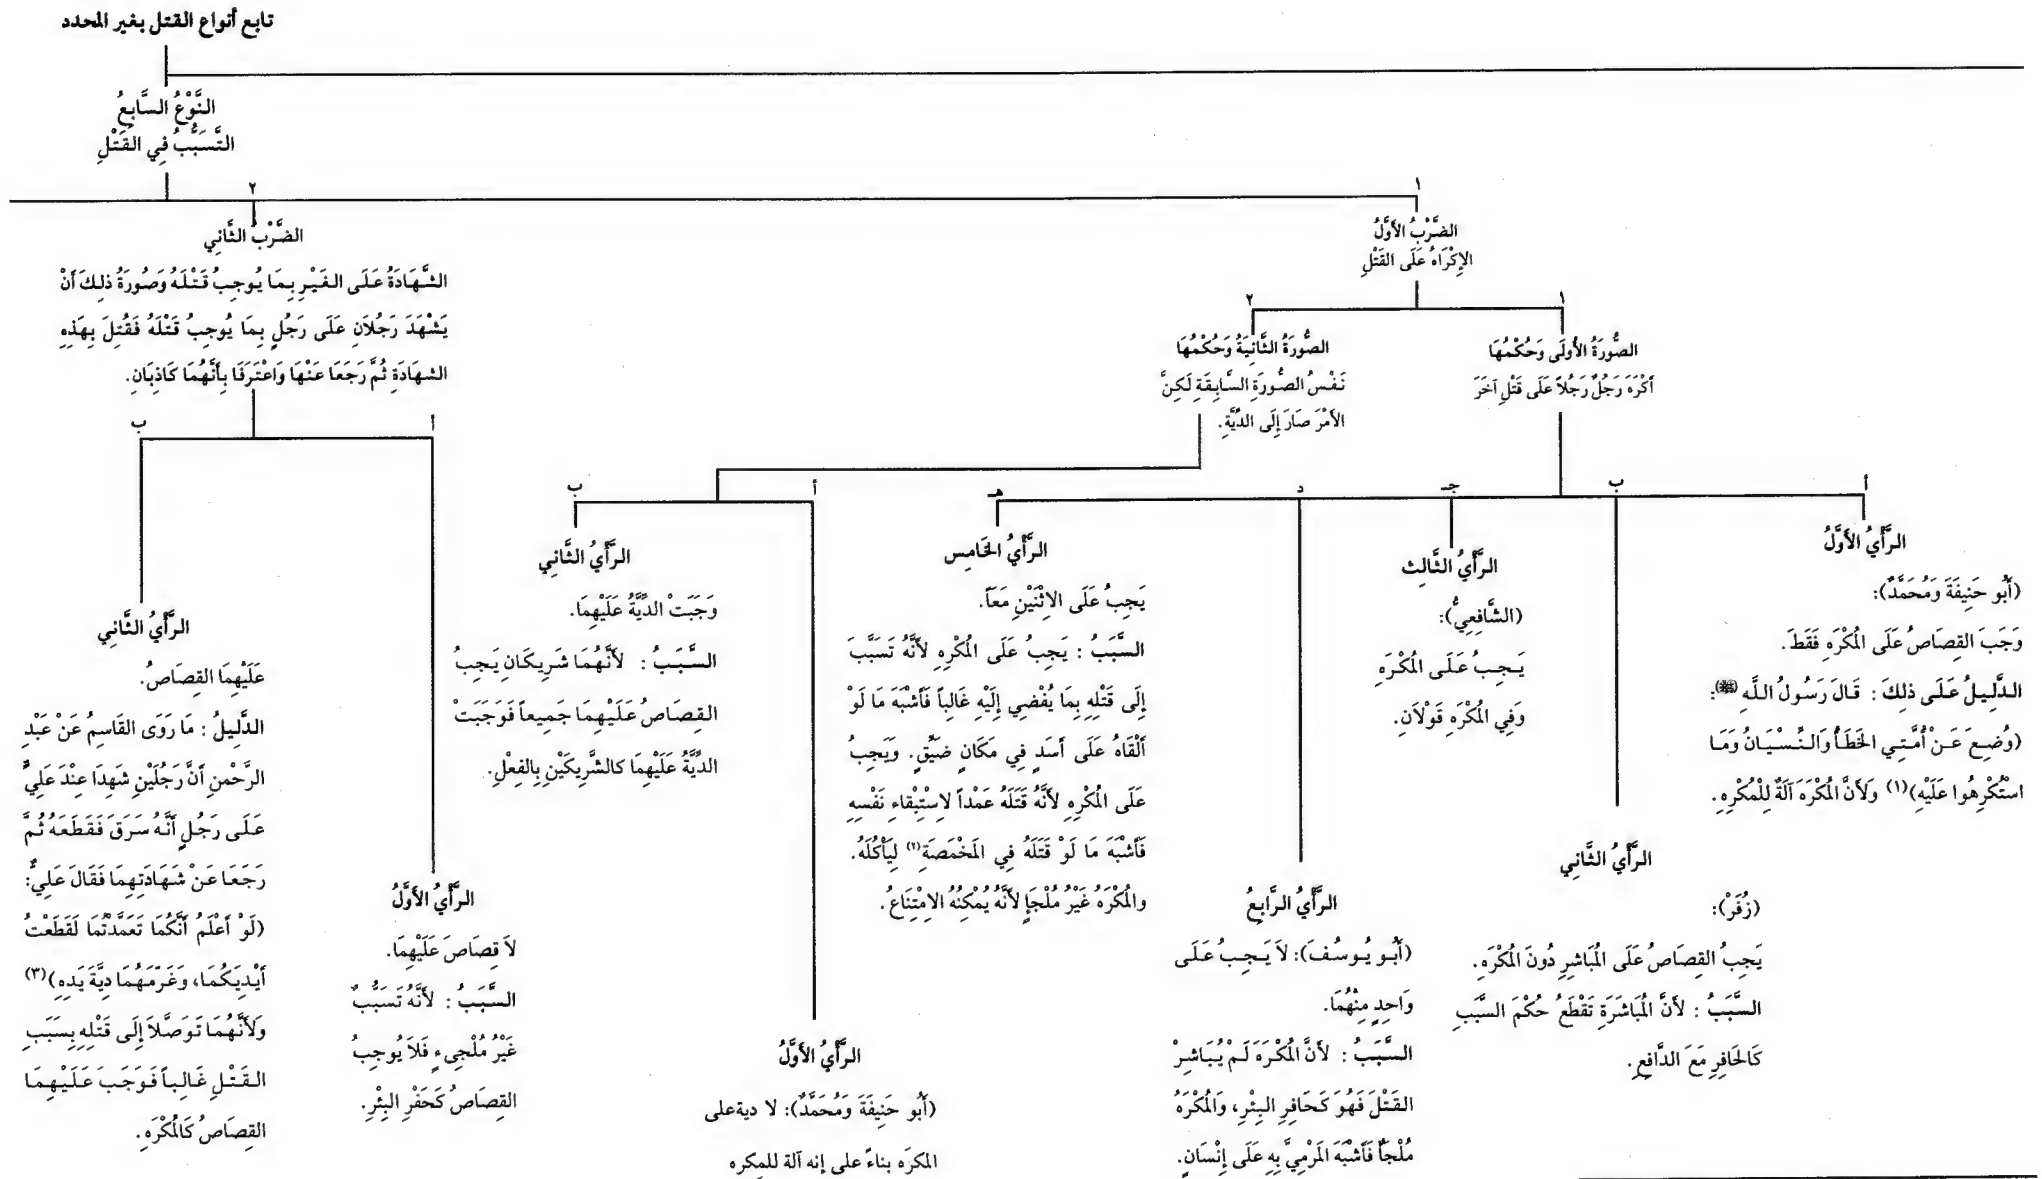 تابع أنواع القتل بغير المحدد
النَّوْعُ السَّابِعُ
التَّسَبُّبُ فِي القَتْلِ
١
الضَّرْبُ الأَوَّلُ
الإِكْرَاهُ عَلَى القَتْلِ
١
الصُّورَةُ الأُولَى وَحُكْمُهَا
أَكْرَهَ رَجُلٌ رَجُلاً عَلَى قَتْلِ آخَرَ
أ
الرَّأْيُ الأَوَّلُ
(أَبُو حَنِيفَةَ وَمُحَمَّدٌ):
وَجَبَ القِصَاصُ عَلَى المُكْرَهِ فَقَطَ.
الدَّلِيلُ عَلَى ذلِكَ : قَالَ رَسُولُ اللَّهِ ﷺ:
(وُضِعَ عَنْ أُمَّتِي الخَطَأُ وَالنِّسْيَانُ وَمَا
اسْتُكْرِهُوا عَلَيْهِ)(١) وَلأَنَّ المُكْرَهَ آلَةٌ لِلْمُكْرِهِ.
ب
الرَّأْيُ الثَّانِي
(زُفَرْ):
يَجِبُ القِصَاصُ عَلَى المُبَاشِرِ دُونَ المُكْرَهِ.
السَّبَبُ : لأَنَّ المُبَاشَرَةِ تَقْطَعُ حُكْمَ السَّبَبِ
كَالحَافِرِ مَعَ الدَّافِعِ.
جـ
الرَّأْيُ الثَّالِث
(الشَّافِعِيُّ):
يَجِبُ عَلَى المُكْرَهِ
وَفِي المُكْرَهِ قَوْلاَنِ.
د
الرَّأْيُ الرَّابِعُ
(أَبُو يُوسُفَ): لاَ يَجِبُ عَلَى
وَاحِدٍ مِنْهُمَا.
السَّبَبُ : لأَنَّ المُكْرَهَ لَمْ يُبَاشِرْ
القَتْلَ فَهُوَ كَحَافِرِ البِئْرِ، وَالمُكْرَهُ
مُلْجَأٌ فَأَشْبَهَ المَرْمِيَّ بِهِ عَلَى إِنْسَانٍ.
هـ
الرَّأْيُ الخَامِس
يَجِبُ عَلَى الاِثْنَيْنِ مَعَاً.
السَّبَبُ : يَجِبُ عَلَى المُكْرِهِ لأَنَّهُ تَسَبَّبَ
إِلَى قَتْلِهِ بِمَا يُفْضِي إِلَيْهِ غَالِباً فَأَشْبَهَ مَا لَوْ
أَلْقَاهُ عَلَى أَسَدٍ فِي مَكَانٍ ضَيِّقٍ. وَيَجِبُ
عَلَى المُكْرِهِ لأَنَّهُ قَتَلَهُ عَمْداً لاِسْتِبْقَاءِ نَفْسِهِ
فَأَشْبَهَ مَا لَوْ قَتَلَهُ فِي المَخْمَصَةِ(٢) لِيَأْكُلَهُ.
والمُكْرَهُ غَيْرُ مُلْجَإٍ لأَنَّهُ يُمْكِنُهُ الاِمْتِنَاعُ.
٢
الصُّورَةُ الثَّانِيَةُ وَحُكْمُهَا
نَفْسُ الصُّورَةِ السَّابِقَةِ لَكِنَّ
الأَمْرَ صَارَ إِلَى الدِّيَّةِ.
أ
الرَّأْيُ الأَوَّلُ
(أَبُو حَنِيفَةَ وَمُحَمَّدٌ): لا دية على
المكرَه بناءً على إنه آلة للمكره
ب
الرَّأْيُ الثَّانِي
وَجَبَتْ الدِّيَّةُ عَلَيْهِمَا.
السَّبَبُ : لأَنَّهُمَا شَرِيكَانِ يَجِبُ
القِصَاصُ عَلَيْهِمَا جَمِيعاً فَوَجَبَتْ
الدِّيَّةُ عَلَيْهِمَا كالشَّرِيكَيْنِ بِالفِعْلِ.
٢
الضَّرْبُ الثَّانِي
الشَّهَادَةُ عَلَى الغَيْرِ بِمَا يُوجِبُ قَتْلَهُ وَصُورَةُ ذلِكَ أَنْ
يَشْهَدَ رَجُلاَنِ عَلَى رَجُلٍ بِمَا يُوجِبُ قَتْلَهُ فَقُتِلَ بِهَذِهِ
الشهَادَةِ ثُمَّ رَجَعَا عَنْهَا وَاعْتَرَفَا بِأَنَّهُمَا كَاذِبَان.
أ
الرَّأْيُ الأَوَّلُ
لاَ قِصَاصَ عَلَيْهِمَا.
السَّبَبُ : لأَنَّهُ تَسَبُّبٌ
غَيْرُ مُلْجِيءٍ فَلاَ يُوجِبُ
القِصَاصُ كَحَفْرِ البِئْرِ.
ب
الرَّأْيُ الثَّانِي
عَلَيْهِمَا القِصَاصُ.
الدَّلِيلُ : مَا رَوَى القَاسِمُ عَنْ عَبْدِ
الرَّحْمنِ أَنَّ رَجُلَيْنِ شَهِدَا عِنْدَ عَلِيٍّ
عَلَى رَجُلٍ أَنَّهُ سَرَقَ فَقَطَعَهُ ثُمَّ
رَجَعَا عَنْ شَهَادَتِهِمَا فَقَالَ عَلِيٌّ:
(لَوْ أَعْلَمُ أَنَّكُمَا تَعَمَّدْتُمَا لَقَطَعْتُ
أَيْدِيَكُمَا، وَغَرَّمَهُمَا دِيَّةَ يَدِهِ)(٣)
وَلأَنَّهُمَا تَوَصَّلاَ إِلَى قَتْلِهِ بِسَبَبِ
القَتْلِ غَالِباً فَوَجَبَ عَلَيْهِمَا
القِصَاصُ كَالمُكْرَهِ.